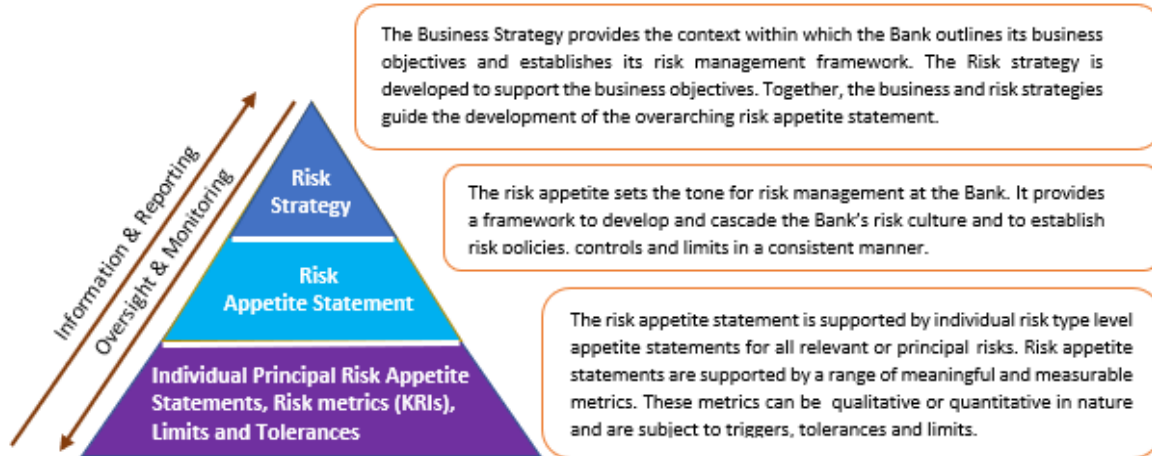 The Business Strategy provides the context within which the Bank outlines its business
objectives and establishes its risk management framework. The Risk strategy is
developed to support the business objectives. Together, the business and risk strategies
guide the development of the overarching risk appetite statement.
Information & Reporting
Oversight & Monitoring
Risk
Strategy
The risk appetite sets the tone for risk management at the Bank. It provides
a framework to develop and cascade the Bank's risk culture and to establish
risk policies, controls and limits in a consistent manner.
Risk
Appetite Statement
The risk appetite statement is supported by individual risk type level
appetite statements for all relevant or principal risks. Risk appetite
statements are supported by a range of meaningful and measurable
metrics. These metrics can be qualitative or quantitative in nature
and are subject to triggers, tolerances and limits.
Individual Principal Risk Appetite
Statements, Risk metrics (KRIs),
Limits and Tolerances